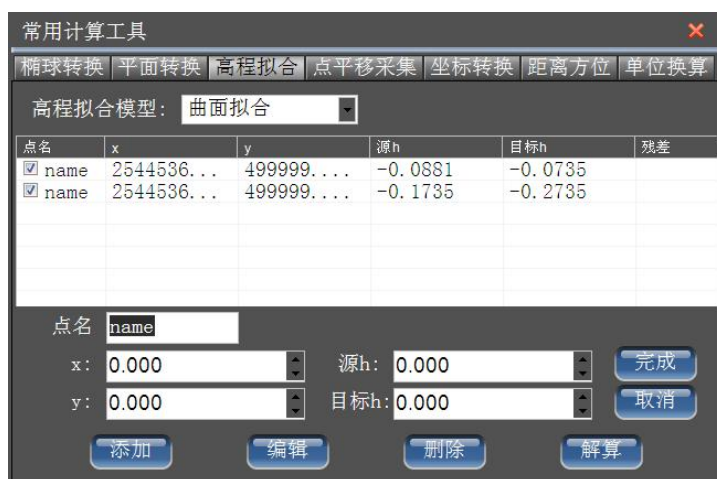 常用计算工具
椭球转换 平面转换 高程拟合 点平移采集 坐标转换 距离方位 单位换算
高程拟合模型: 曲面拟合
点名 x y 源h 目标h 残差
name 2544536... 499999.... -0.0881 -0.0735
name 2544536... 499999.... -0.1735 -0.2735
点名 name
x: 0.000 源h: 0.000 完成
y: 0.000 目标h: 0.000 取消
添加 编辑 删除 解算